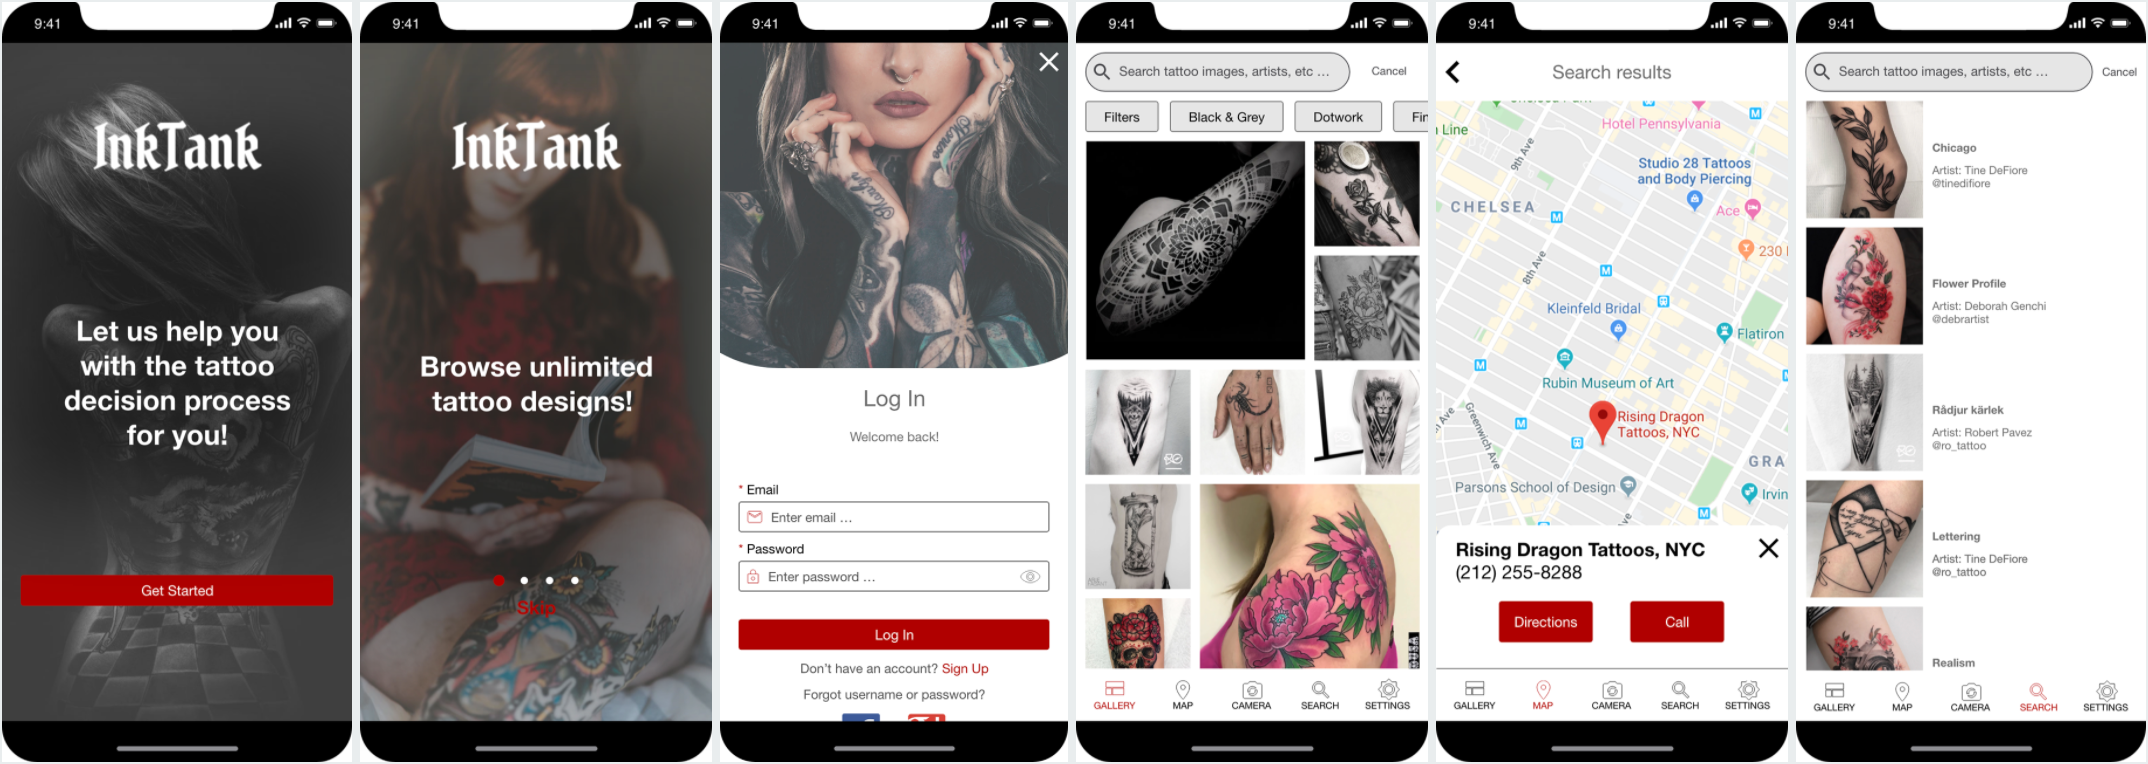 9:41
InkTank
Let us help you
with the tattoo
decision process
for you!
Get Started
9:41
InkTank
Browse unlimited
tattoo designs!
Skip
9:41
Log In
Welcome back!
* Email
Enter email ...
* Password
Enter password ...
Log In
Don't have an account? Sign Up
Forgot username or password?
9:41
Search tattoo images, artists, etc ...
Cancel
Filters
Black & Grey
Dotwork
Fin
GALLERY
MAP
CAMERA
SEARCH
SETTINGS
9:41
Search results
Line
Hotel Pennsylvania
9th Ave
Studio 28 Tattoos
and Body Piercing
CHELSEA
Ace
230
8th Ave
Kleinfeld Bridal
Flatiron
Rubin Museum of Art
Rising Dragon
Tattoos, NYC
Greenwich Ave
GRA
Parsons School of Design
Irvin
Rising Dragon Tattoos, NYC
(212) 255-8288
Directions
Call
GALLERY
MAP
CAMERA
SEARCH
SETTINGS
9:41
Search tattoo images, artists, etc ...
Cancel
Chicago
Artist: Tine DeFiore
@tinedifiore
Flower Profile
Artist: Deborah Genchi
@debrartist
Rådjur kärlek
Artist: Robert Pavez
@ro_tattoo
Lettering
Artist: Tine DeFiore
@ro_tattoo
Realism
GALLERY
MAP
CAMERA
SEARCH
SETTINGS